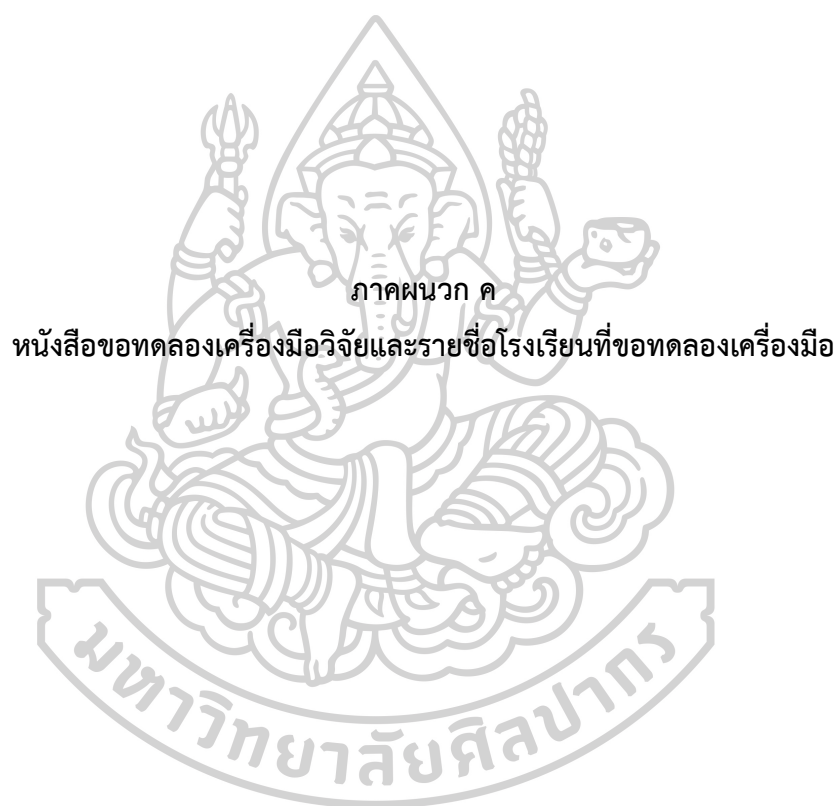 ภาคผนวก ค
หนังสือขอทดลองเครื่องมือวิจัยและรายชื่อโรงเรียนที่ขอทดลองเครื่องมือ
มหาวิทยาลัยศิลปากร